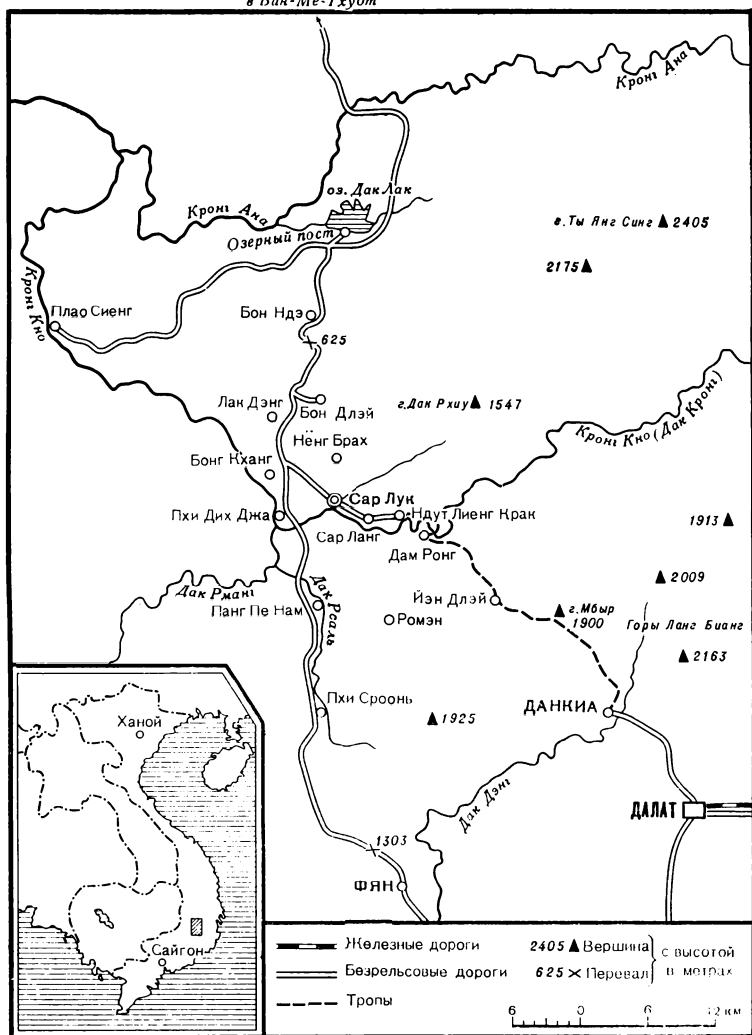 в Бан-Ме-Тхуот
Кронг Ана
оз. Дак Лак
Кронг Ана
в. Ты Янг Синг 2405
Озерный пост
2175
Кронг Кно
Плао Сиенг
Бон Ндэ
625
г. Дак Рхиу 1547
Лак Дэнг
Бон Длэй
Кронг Кно (Дак Кронг)
Нёнг Брах
Бонг Кханг
Сар Лук
Пхи Дих Джа
Ндут Лиенг Крак
1913
Сар Ланг
Дам Ронг
2009
Дак Рманг
Дак Рсаль
Йэн Длэй
Панг Пе Нам
г. Мбыр
1900
Ромэн
Горы Ланг Бианг
2163
Пхи Сроонь
1925
ДАНКИА
Ханой
Дак Дэнг
ДАЛАТ
1303
ФЯН
Сайгон
Железные дороги
2405 Вершина
с высотой
в метрах
Безрельсовые дороги
625 Перевал
Тропы
6 0 6 12 км